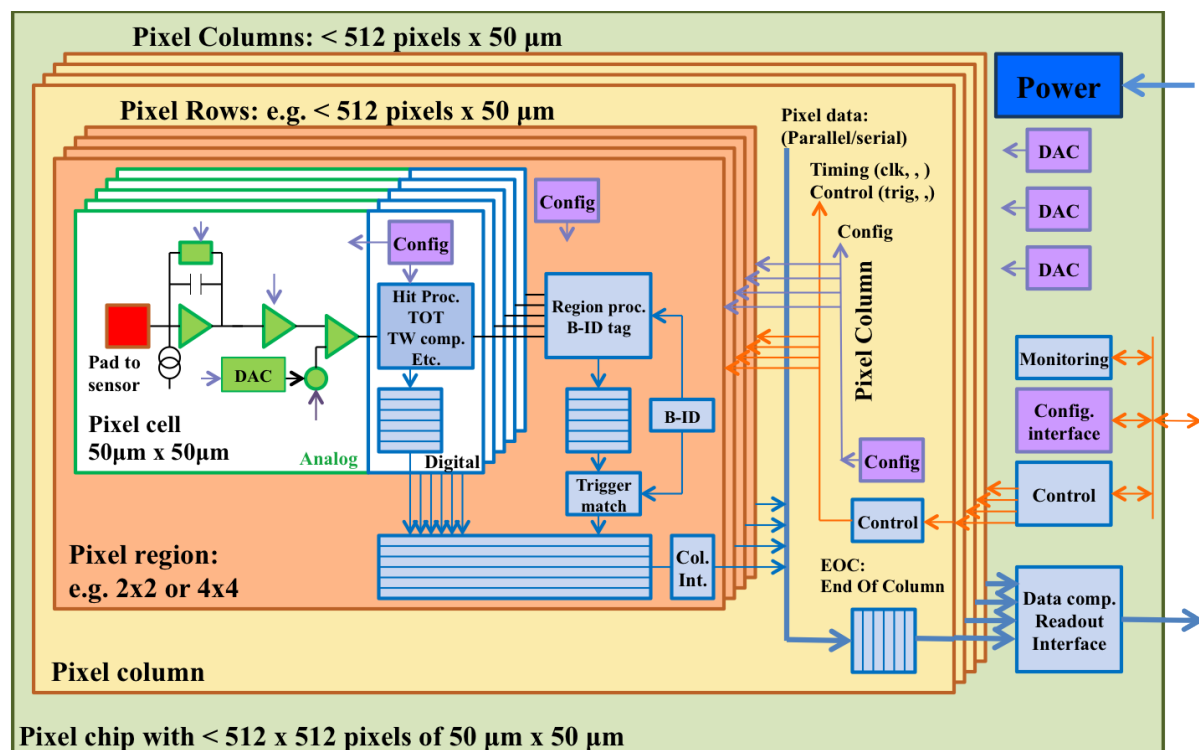 Pixel Columns: < 512 pixels x 50 µm
Power
Pixel Rows: e.g. < 512 pixels x 50 µm
Pixel data:
(Parallel/serial)
DAC
Timing (clk, , )
Control (trig, ,)
DAC
Config
Config
Config
DAC
Hit Proc.
TOT
TW comp.
Etc.
Region proc.
B-ID tag
Pixel Column
Pad to
sensor
DAC
Monitoring
Pixel cell
50µm x 50µm
B-ID
Config.
interface
Analog
Digital
Config
Trigger
match
Control
Control
Pixel region:
e.g. 2x2 or 4x4
Col.
Int.
EOC:
End Of Column
Data comp.
Readout
Interface
Pixel column
Pixel chip with < 512 x 512 pixels of 50 µm x 50 µm